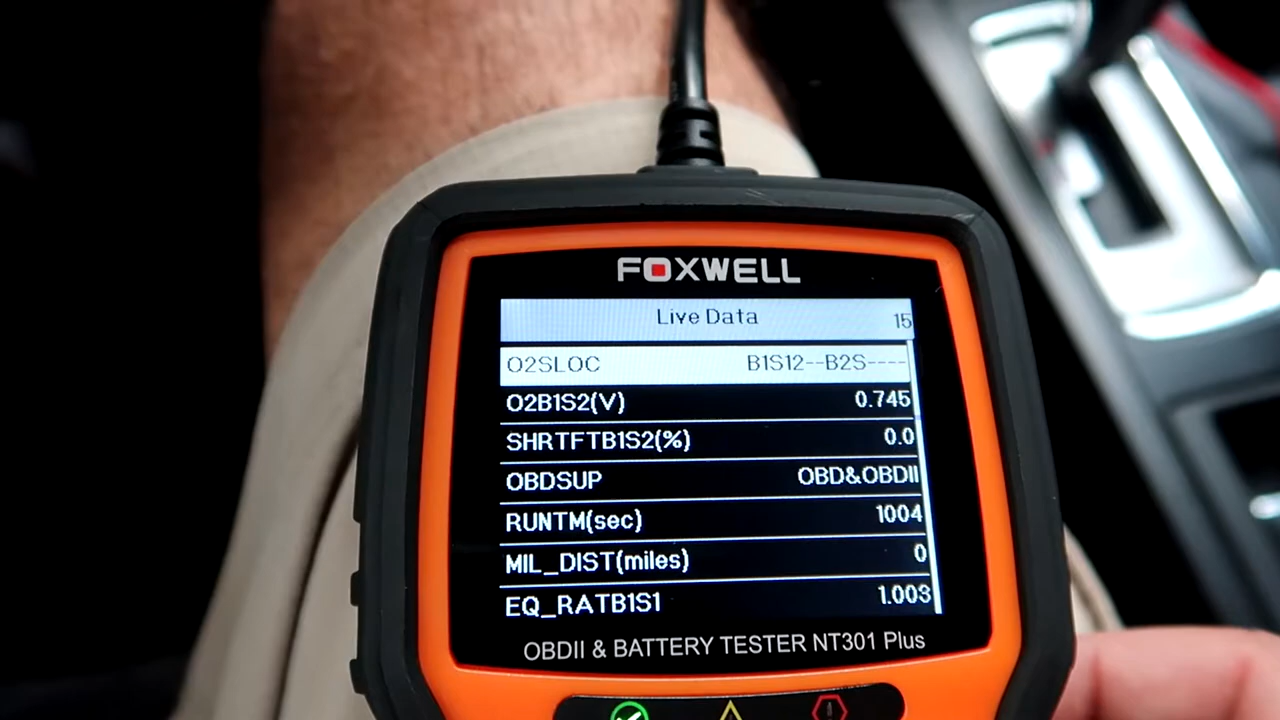 FOXWELL
Live Data 15
O2SLOC B1S12--B2S----
O2B1S2(V) 0.745
SHRTFTB1S2(%) 0.0
OBDSUP OBD&OBDII
RUNTM(sec) 1004
MIL_DIST(miles) 0
EQ_RATB1S1 1.003
OBDII & BATTERY TESTER NT301 Plus